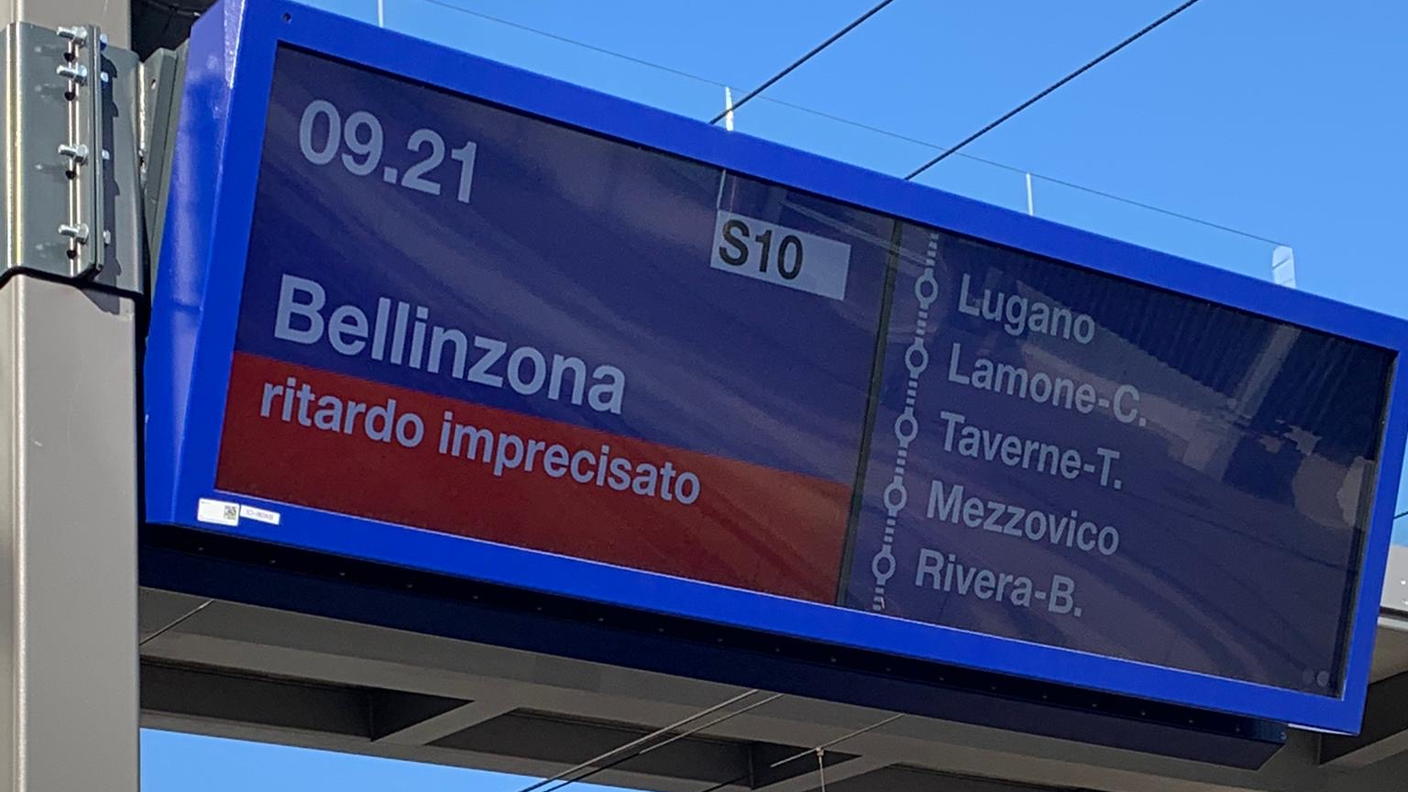 09.21
S10
Bellinzona
ritardo imprecisato
Lugano
Lamone-C.
Taverne-T.
Mezzovico
Rivera-B.